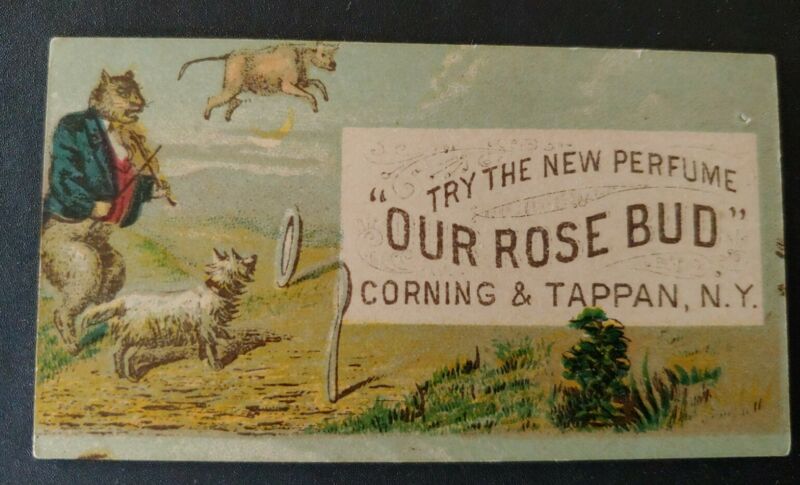 TRY THE NEW PERFUME
"OUR ROSE BUD"
CORNING & TAPPAN, N.Y.